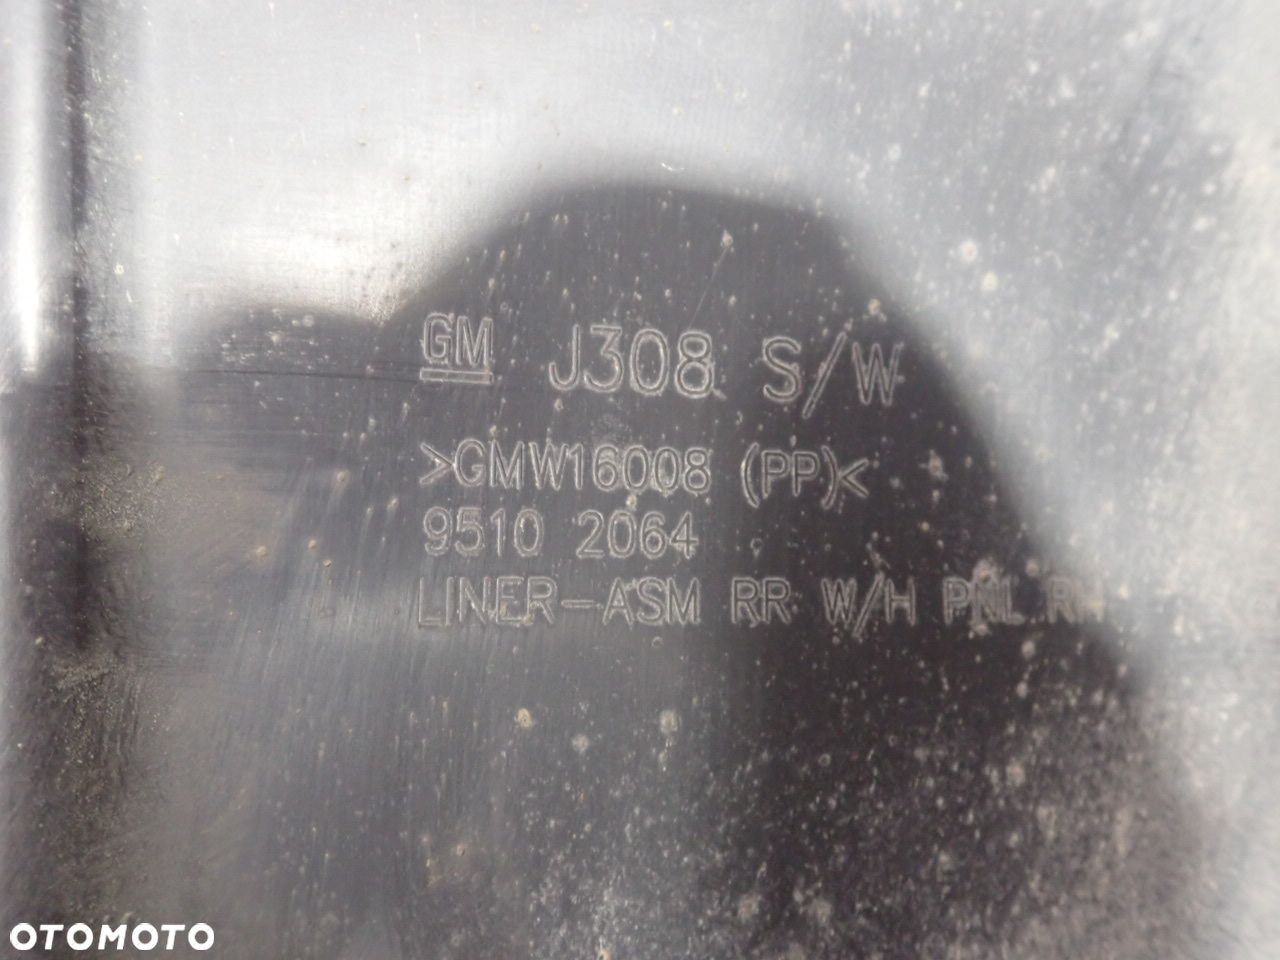 GM J308 S/W
>GMW16008 (PP)<
9510 2064
LINER-ASM RR W/H PNL RH
OTOMOTO